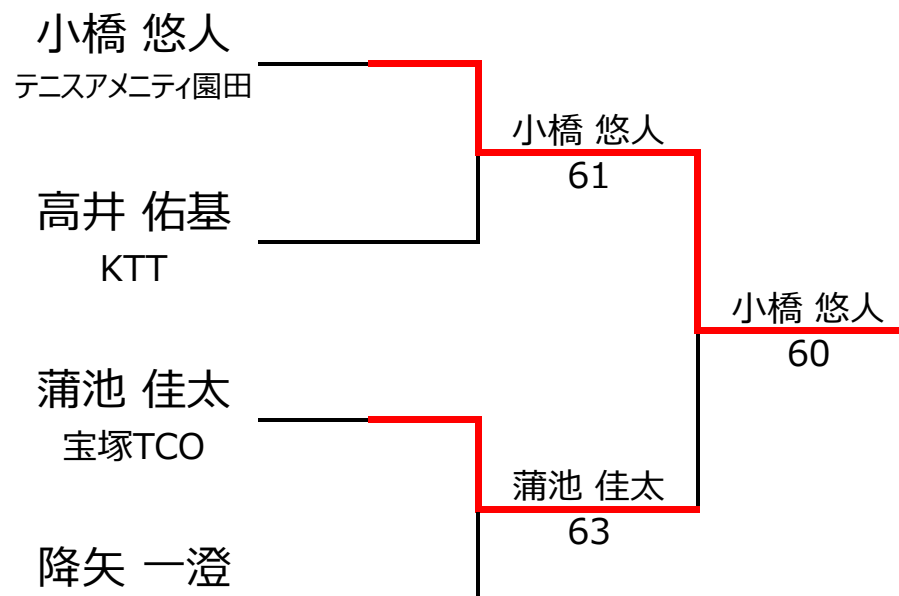 小橋 悠人
テニスアメニティ園田
小橋 悠人
61
高井 佑基
KTT
小橋 悠人
60
蒲池 佳太
宝塚TCO
蒲池 佳太
63
降矢 一澄